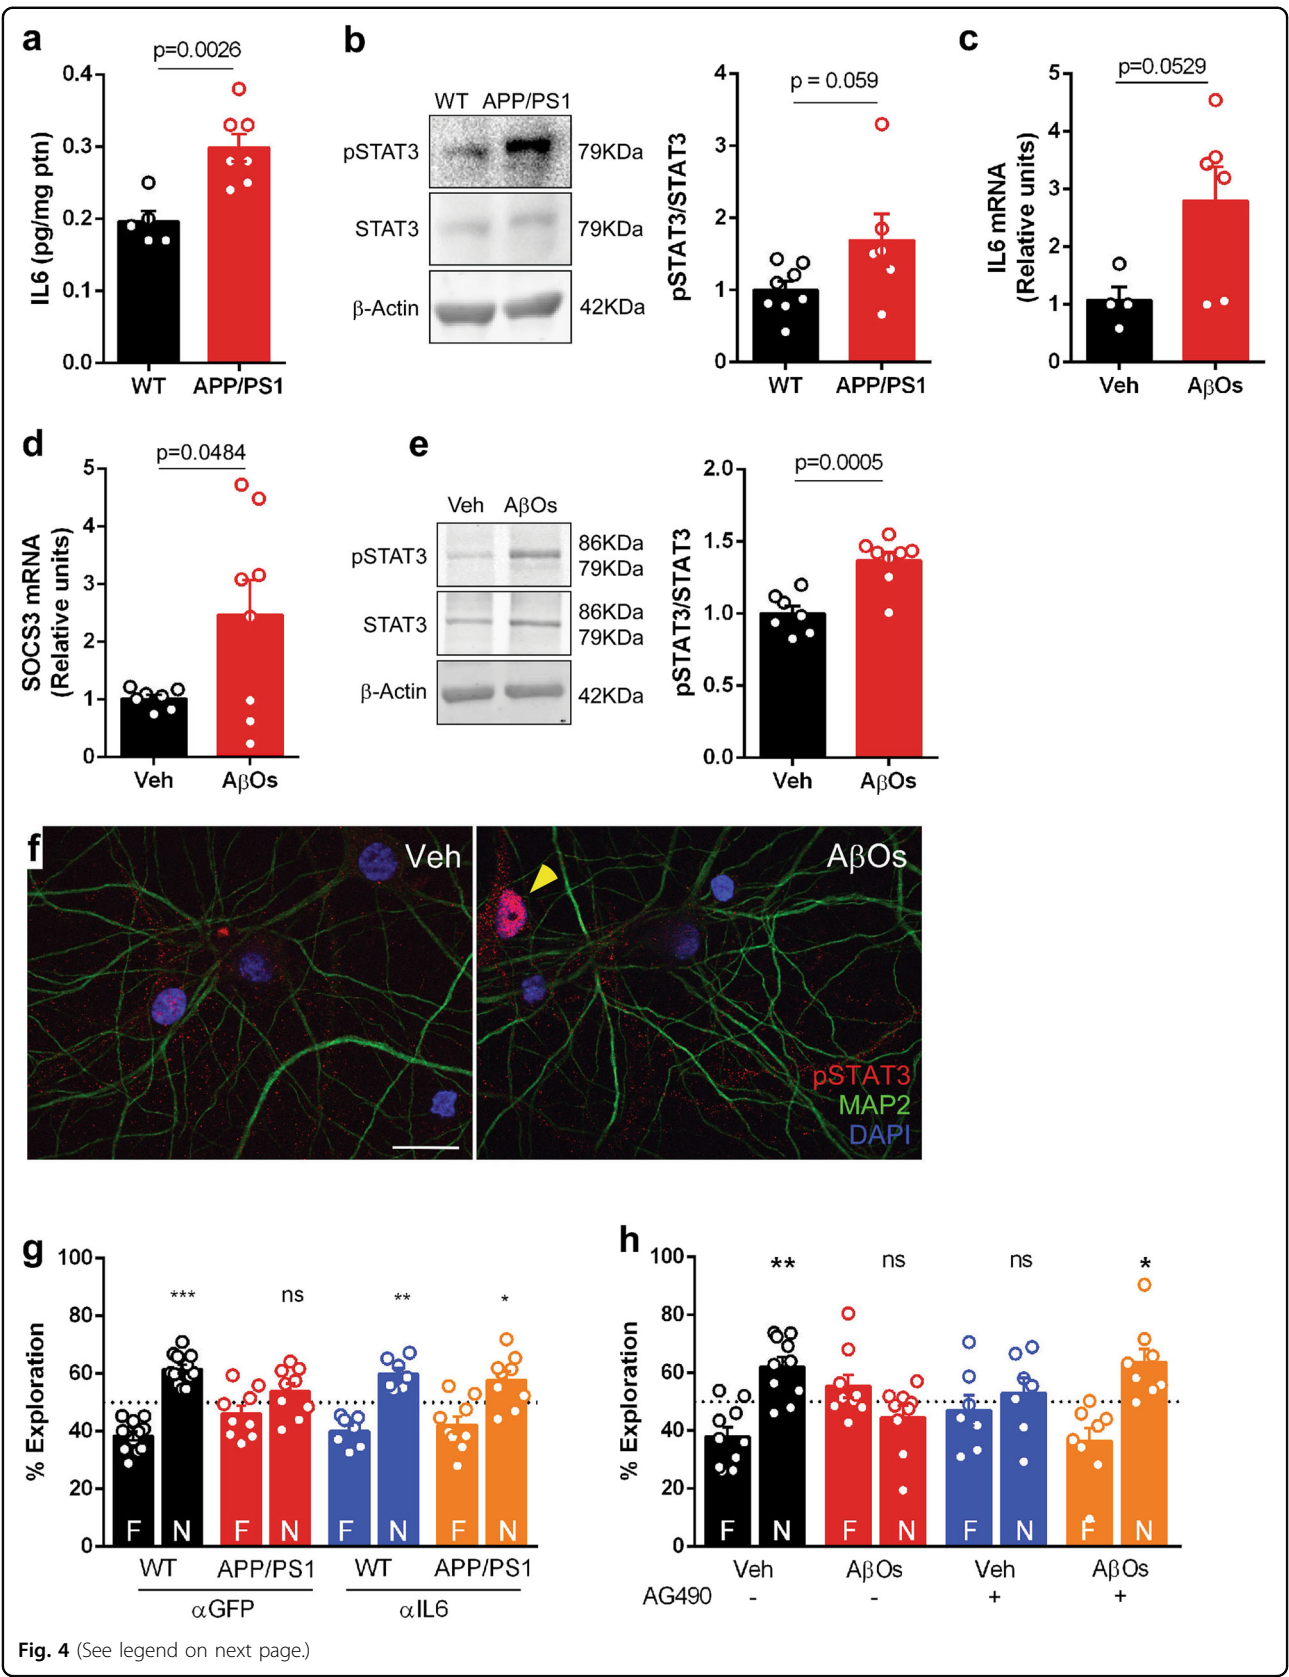 a
p=0.0026
IL6 (pg/mg ptn)
0.4
0.3
0.2
0.1
0.0
WT APP/PS1
b
WT APP/PS1
pSTAT3 79KDa
STAT3 79KDa
β-Actin 42KDa
p = 0.059
pSTAT3/STAT3
4
3
2
1
0
WT APP/PS1
c
p=0.0529
IL6 mRNA
(Relative units)
5
4
3
2
1
0
Veh AβOs
d
p=0.0484
SOCS3 mRNA
(Relative units)
5
4
3
2
1
0
Veh AβOs
e
Veh AβOs
pSTAT3 86KDa
79KDa
STAT3 86KDa
79KDa
β-Actin 42KDa
p=0.0005
pSTAT3/STAT3
2.0
1.5
1.0
0.5
0.0
Veh AβOs
f
Veh
AβOs
pSTAT3
MAP2
DAPI
g
% Exploration
100
80
60
40
20
0
*** ns ** *
F N F N F N F N
WT APP/PS1 WT APP/PS1
αGFP αIL6
h
% Exploration
100
80
60
40
20
0
** ns ns *
F N F N F N F N
Veh AβOs Veh AβOs
AG490 - - + +
Fig. 4 (See legend on next page.)